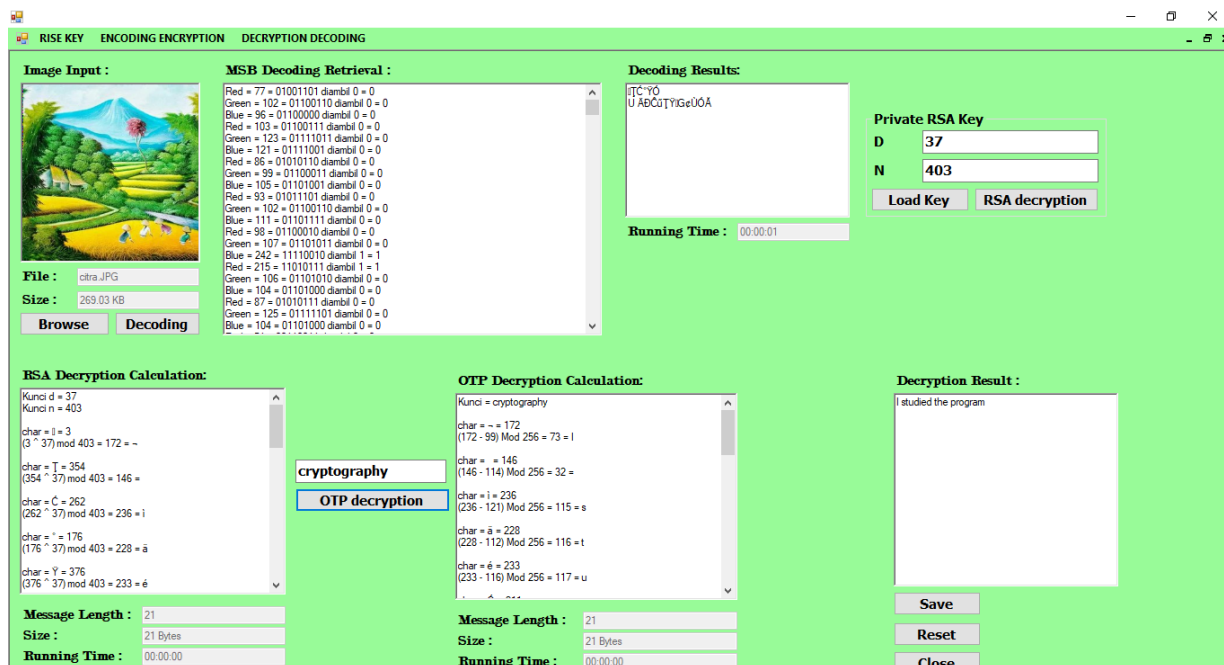 RISE KEY ENCODING ENCRYPTION DECRYPTION DECODING
Image Input :
MSB Decoding Retrieval :
Red = 77 = 01001101 diambil 0 = 0
Green = 102 = 01100110 diambil 0 = 0
Blue = 96 = 01100000 diambil 0 = 0
Red = 103 = 01100111 diambil 0 = 0
Green = 123 = 01111011 diambil 0 = 0
Blue = 121 = 01111001 diambil 0 = 0
Red = 86 = 01010110 diambil 0 = 0
Green = 99 = 01100011 diambil 0 = 0
Blue = 105 = 01101001 diambil 0 = 0
Red = 93 = 01011101 diambil 0 = 0
Green = 102 = 01100110 diambil 0 = 0
Blue = 111 = 01101111 diambil 0 = 0
Red = 98 = 01100010 diambil 0 = 0
Green = 107 = 01101011 diambil 0 = 0
Blue = 242 = 11110010 diambil 1 = 1
Red = 215 = 11010111 diambil 1 = 1
Green = 106 = 01101010 diambil 0 = 0
Blue = 104 = 01101000 diambil 0 = 0
Red = 87 = 01010111 diambil 0 = 0
Green = 125 = 01111101 diambil 0 = 0
Blue = 104 = 01101000 diambil 0 = 0
Decoding Results:
Running Time : 00:00:01
Private RSA Key
D 37
N 403
Load Key RSA decryption
File : citra.JPG
Size : 269.03 KB
Browse Decoding
RSA Decryption Calculation:
Kunci d = 37
Kunci n = 403
char = = 3
(3 ^ 37) mod 403 = 172 = ¬
char = Ţ = 354
(354 ^ 37) mod 403 = 146 =
char = Ć = 262
(262 ^ 37) mod 403 = 236 = ì
char = ° = 176
(176 ^ 37) mod 403 = 228 = ä
char = Ÿ = 376
(376 ^ 37) mod 403 = 233 = é
Message Length : 21
Size : 21 Bytes
Running Time : 00:00:00
cryptography
OTP decryption
OTP Decryption Calculation:
Kunci = cryptography
char = ¬ = 172
(172 - 99) Mod 256 = 73 = I
char = = 146
(146 - 114) Mod 256 = 32 =
char = ì = 236
(236 - 121) Mod 256 = 115 = s
char = ä = 228
(228 - 112) Mod 256 = 116 = t
char = é = 233
(233 - 116) Mod 256 = 117 = u
Message Length : 21
Size : 21 Bytes
Running Time : 00:00:00
Decryption Result :
I studied the program
Save
Reset
Close